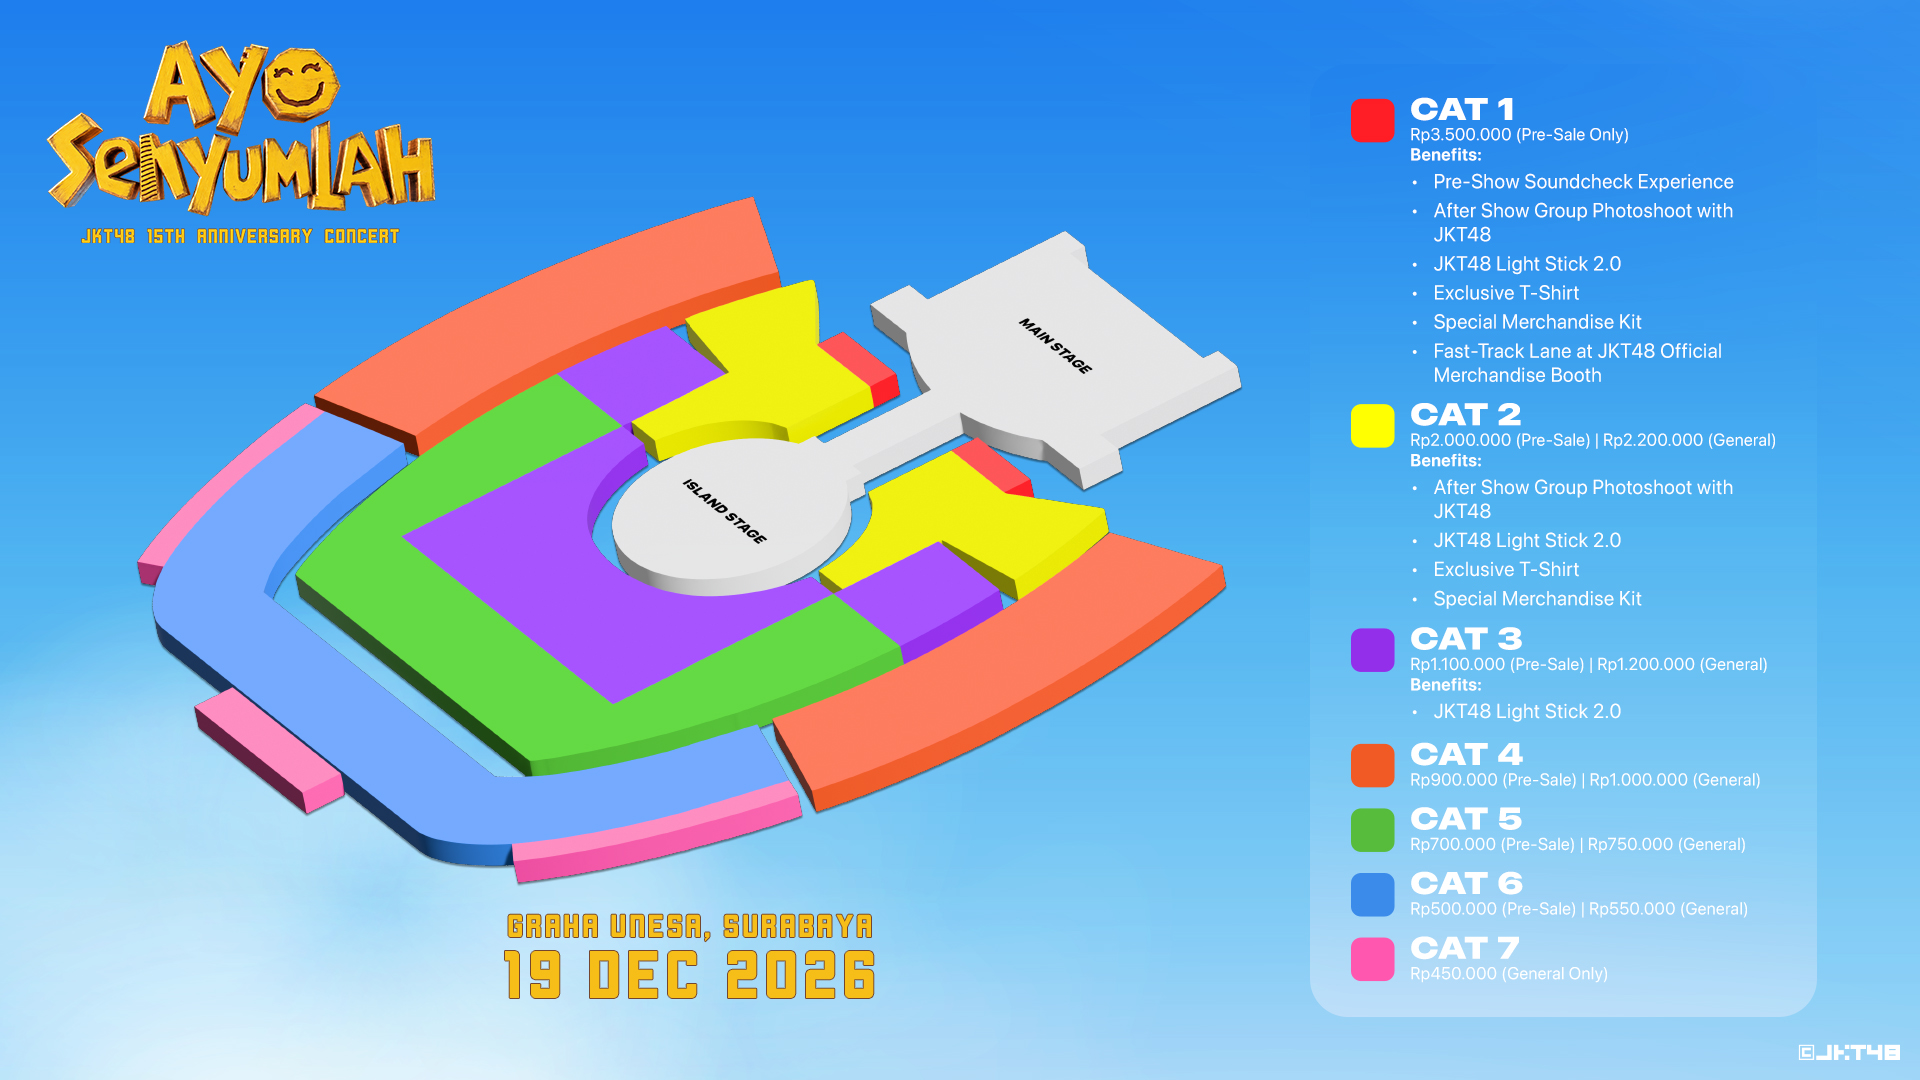 AYO
SENYUMLAH
JKT48 15TH ANNIVERSARY CONCERT
MAIN STAGE
ISLAND STAGE
GRAHA UNESA, SURABAYA
19 DEC 2026
CAT 1
Rp3.500.000 (Pre-Sale Only)
Benefits:
• Pre-Show Soundcheck Experience
• After Show Group Photoshoot with
JKT48
• JKT48 Light Stick 2.0
• Exclusive T-Shirt
• Special Merchandise Kit
• Fast-Track Lane at JKT48 Official
Merchandise Booth
CAT 2
Rp2.000.000 (Pre-Sale) | Rp2.200.000 (General)
Benefits:
• After Show Group Photoshoot with
JKT48
• JKT48 Light Stick 2.0
• Exclusive T-Shirt
• Special Merchandise Kit
CAT 3
Rp1.100.000 (Pre-Sale) | Rp1.200.000 (General)
Benefits:
• JKT48 Light Stick 2.0
CAT 4
Rp900.000 (Pre-Sale) | Rp1.000.000 (General)
CAT 5
Rp700.000 (Pre-Sale) | Rp750.000 (General)
CAT 6
Rp500.000 (Pre-Sale) | Rp550.000 (General)
CAT 7
Rp450.000 (General Only)
©JKT48